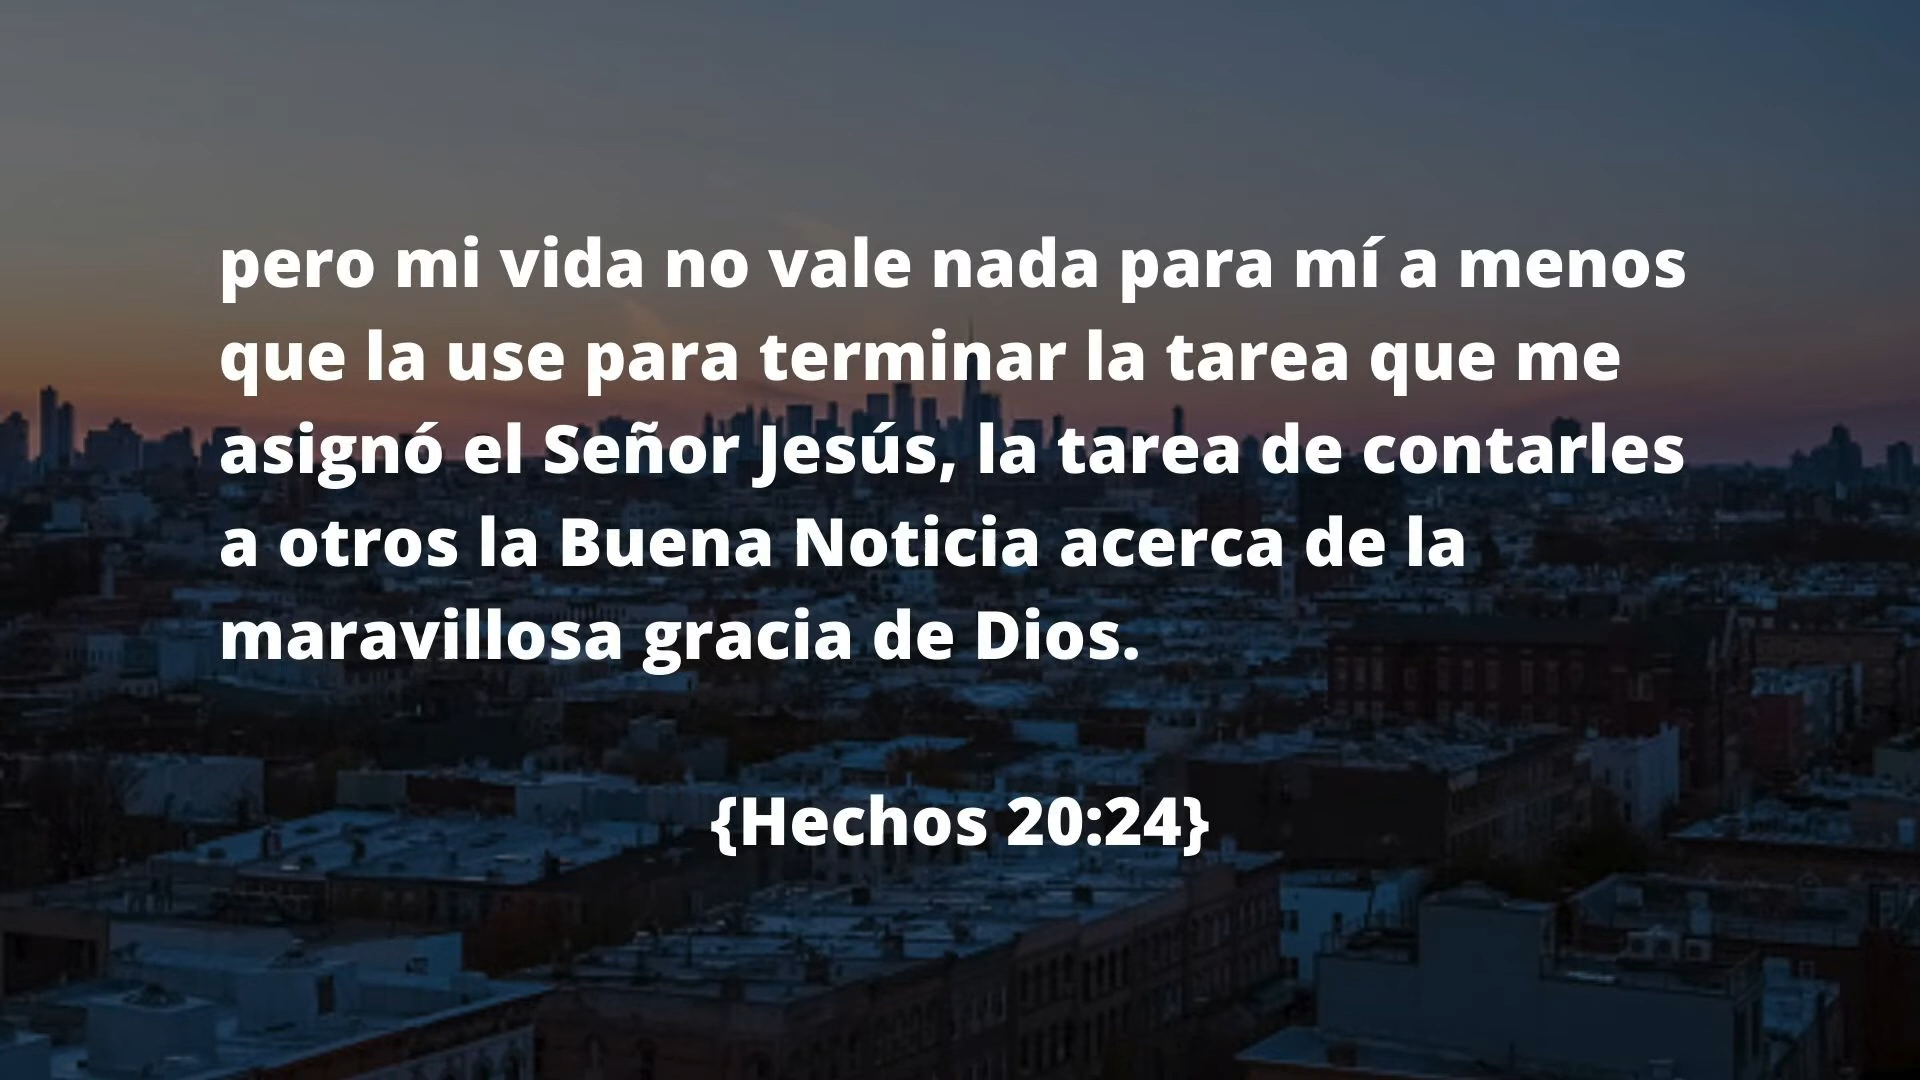 pero mi vida no vale nada para mí a menos
que la use para terminar la tarea que me
asignó el Señor Jesús, la tarea de contarles
a otros la Buena Noticia acerca de la
maravillosa gracia de Dios.
{Hechos 20:24}